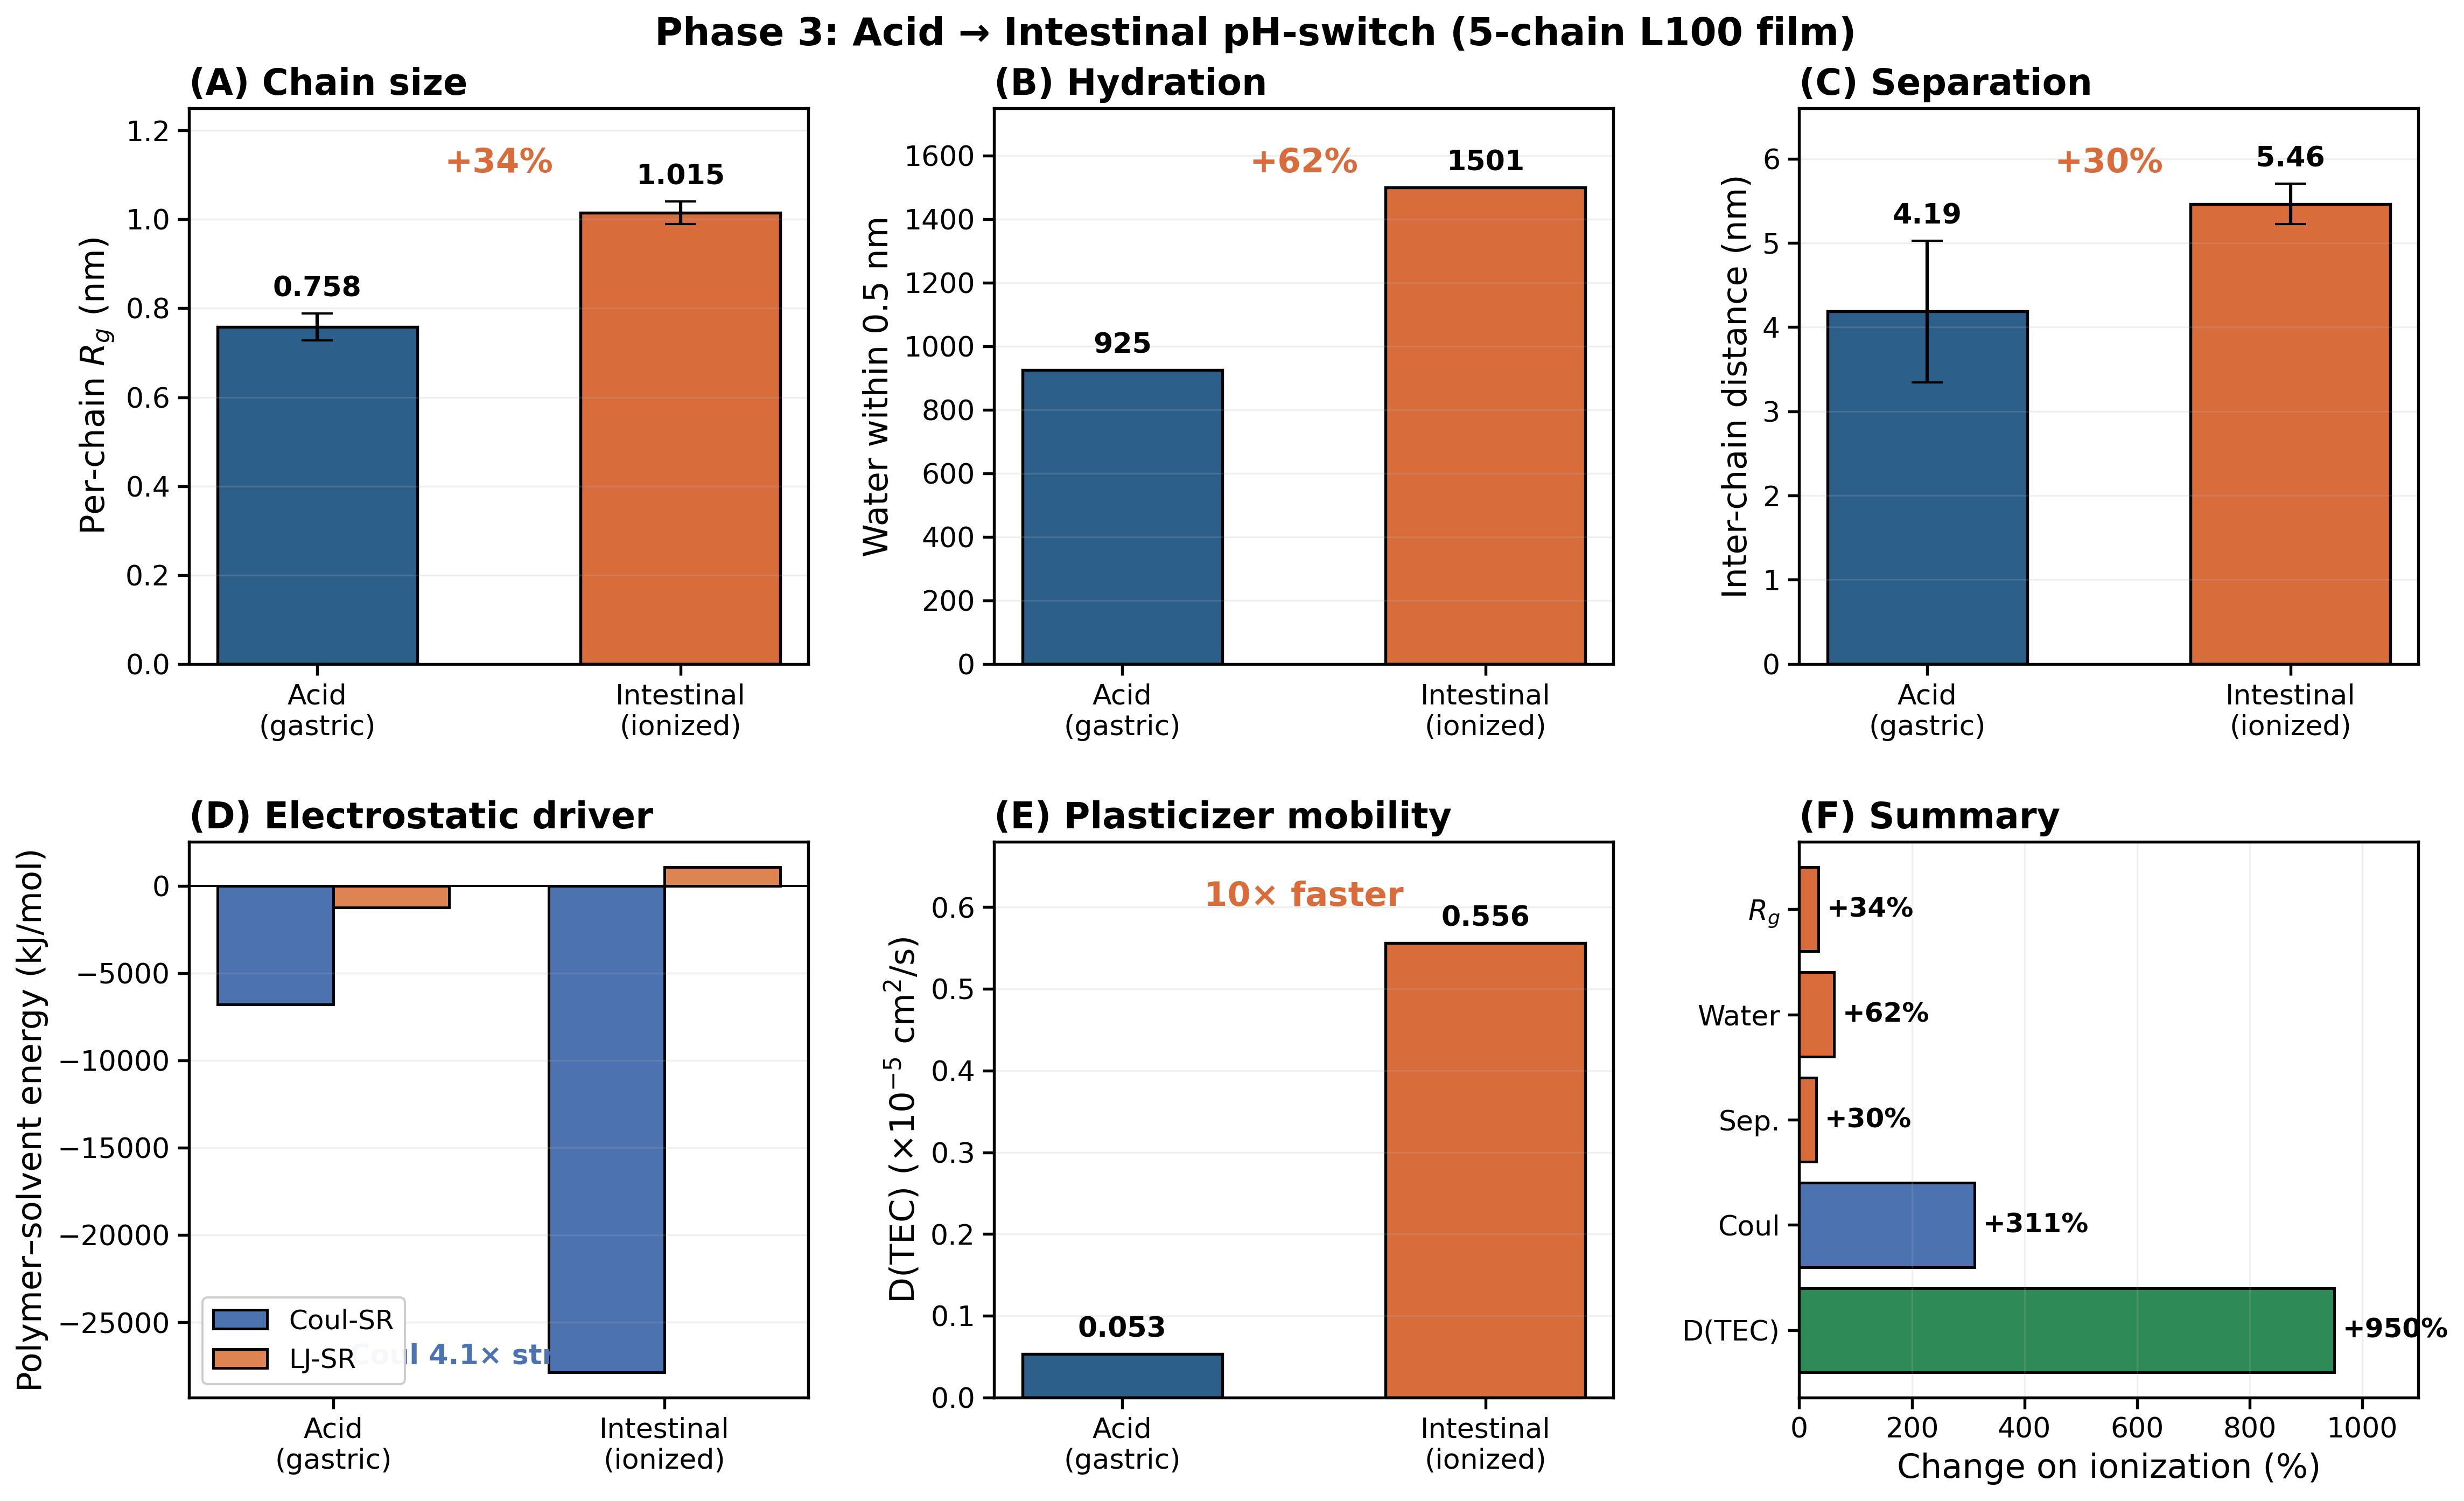 Phase 3: Acid → Intestinal pH-switch (5-chain L100 film)
(A) Chain size
Per-chain Rg (nm)
1.2
1.0
0.8
0.6
0.4
0.2
0.0
+34%
0.758
1.015
Acid
(gastric)
Intestinal
(ionized)
(B) Hydration
Water within 0.5 nm
1600
1400
1200
1000
800
600
400
200
0
+62%
925
1501
Acid
(gastric)
Intestinal
(ionized)
(C) Separation
Inter-chain distance (nm)
6
5
4
3
2
1
0
+30%
4.19
5.46
Acid
(gastric)
Intestinal
(ionized)
(D) Electrostatic driver
Polymer–solvent energy (kJ/mol)
0
−5000
−10000
−15000
−20000
−25000
Coul-SR
LJ-SR
Coul 4.1× str
Acid
(gastric)
Intestinal
(ionized)
(E) Plasticizer mobility
D(TEC) (×10⁻⁵ cm²/s)
0.6
0.5
0.4
0.3
0.2
0.1
0.0
10× faster
0.053
0.556
Acid
(gastric)
Intestinal
(ionized)
(F) Summary
Rg
+34%
Water
+62%
Sep.
+30%
Coul
+311%
D(TEC)
+950%
0 200 400 600 800 1000
Change on ionization (%)